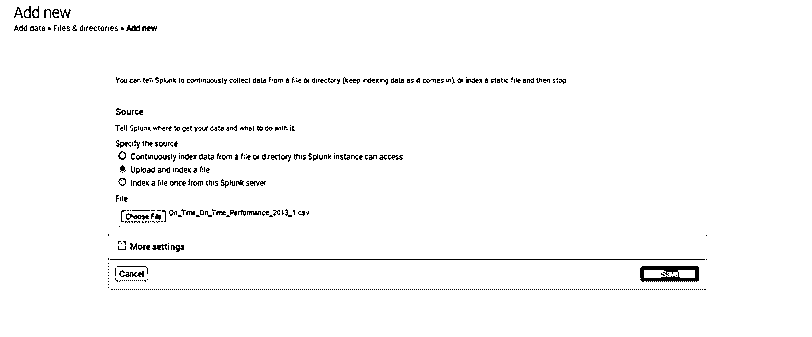 Add new
Add data » Files & directories » Add new
You can tell Splunk to continuously collect data from a file or directory (keep indexing data as it comes in), or index a static file and then stop.
Source
Tell Splunk where to get your data and what to do with it.
Specify the source
Continuously index data from a file or directory this Splunk instance can access
Upload and index a file
Index a file once from this Splunk server
File
Choose File On_Time_On_Time_Performance_2013_1.csv
More settings
Cancel Save